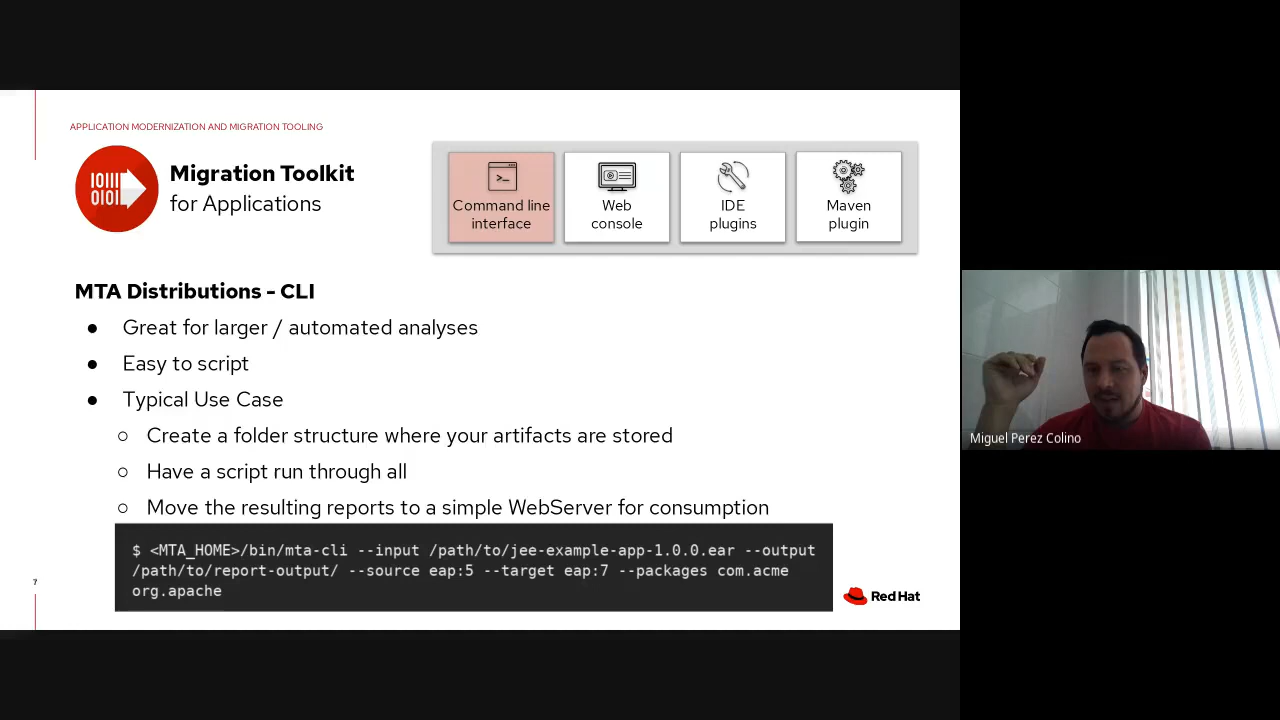 APPLICATION MODERNIZATION AND MIGRATION TOOLING
Migration Toolkit
for Applications
Command line
interface
Web
console
IDE
plugins
Maven
plugin
MTA Distributions - CLI
● Great for larger / automated analyses
● Easy to script
● Typical Use Case
○ Create a folder structure where your artifacts are stored
○ Have a script run through all
○ Move the resulting reports to a simple WebServer for consumption
$ <MTA_HOME>/bin/mta-cli --input /path/to/jee-example-app-1.0.0.ear --output
/path/to/report-output/ --source eap:5 --target eap:7 --packages com.acme
org.apache
7
Red Hat
Miguel Perez Colino